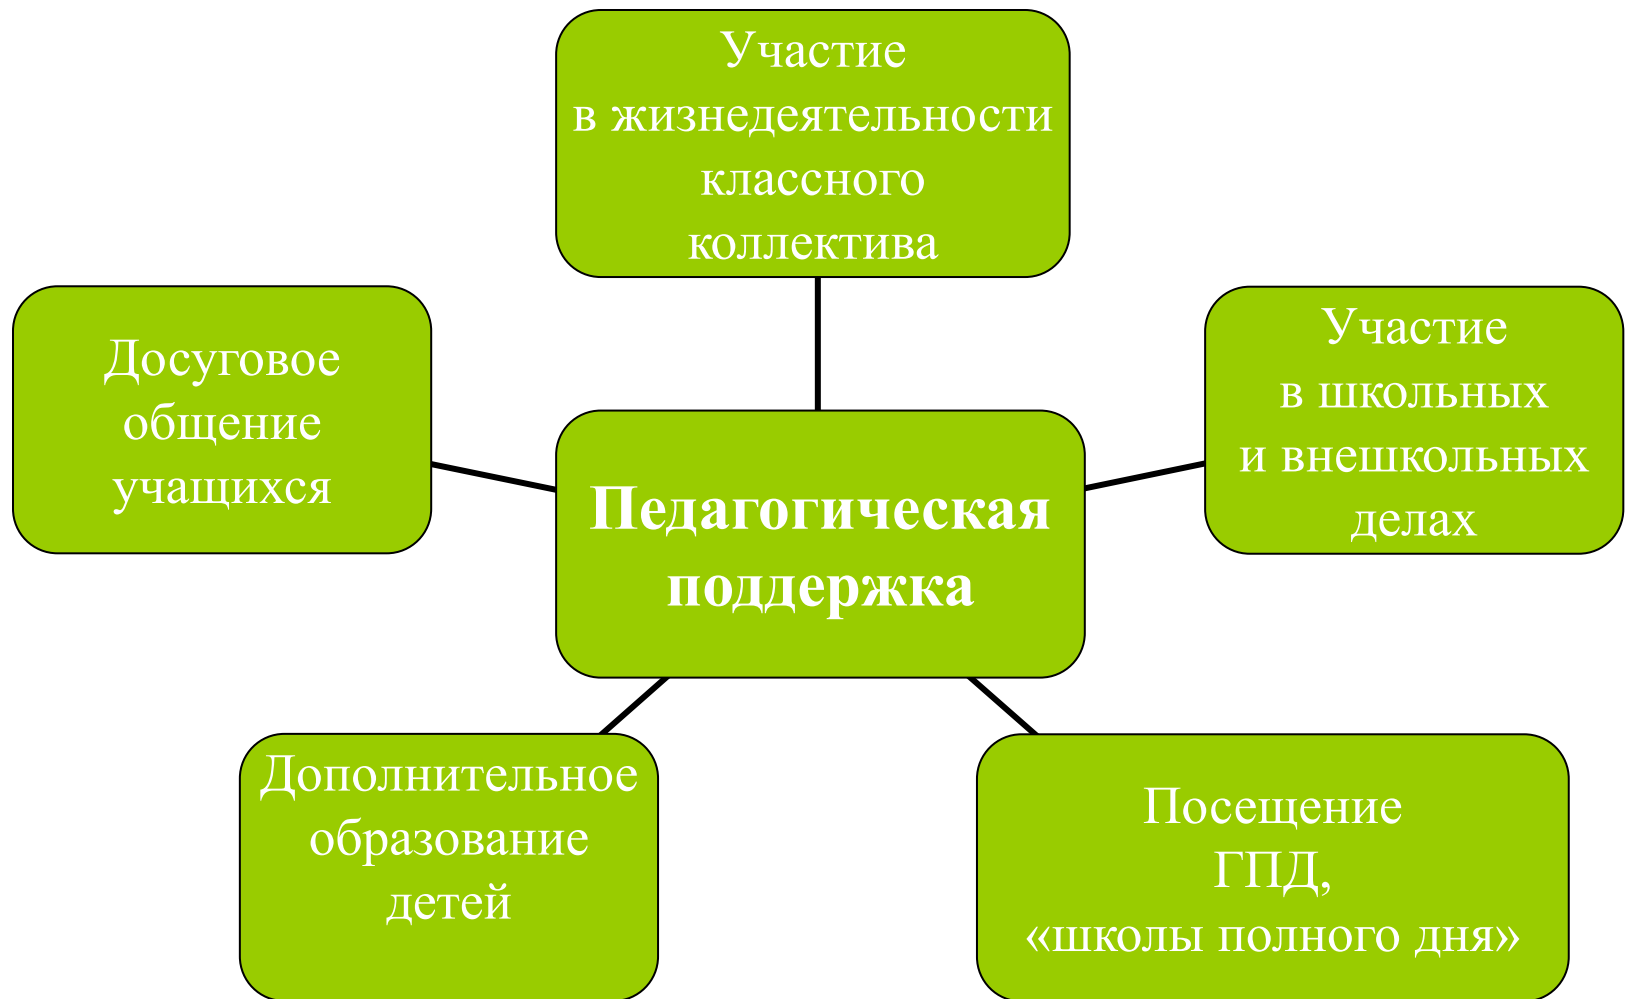 Участие
в жизнедеятельности
классного
коллектива
Досуговое
общение
учащихся
Участие
в школьных
и внешкольных
делах
Педагогическая
поддержка
Дополнительное
образование
детей
Посещение
ГПД,
«школы полного дня»